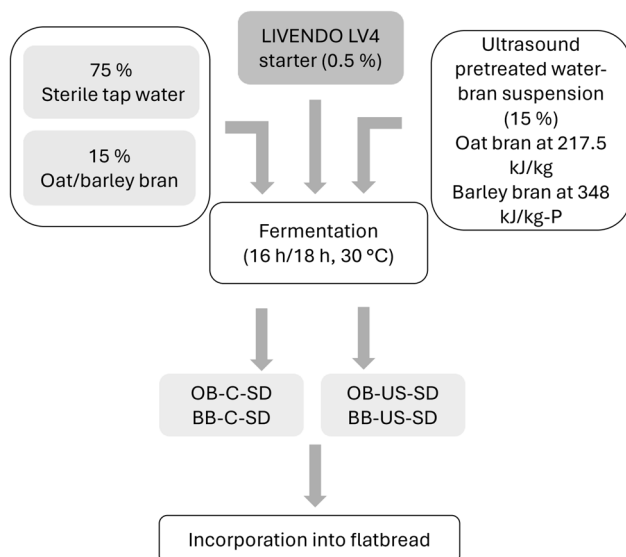 75 %
Sterile tap water
15 %
Oat/barley bran
LIVENDO LV4
starter (0.5 %)
Ultrasound
pretreated water-
bran suspension
(15 %)
Oat bran at 217.5
kJ/kg
Barley bran at 348
kJ/kg-P
Fermentation
(16 h/18 h, 30 °C)
OB-C-SD
BB-C-SD
OB-US-SD
BB-US-SD
Incorporation into flatbread